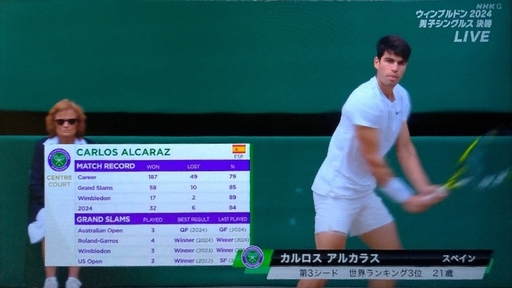 NHK G
ウィンブルドン 2024
男子シングルス 決勝
LIVE
CENTRE
COURT
CARLOS ALCARAZ
ESP
MATCH RECORD WON LOST %
Career 187 49 79
Grand Slams 58 10 85
Wimbledon 17 2 89
2024 32 6 84
GRAND SLAMS PLAYED BEST RESULT LAST PLAYED
Australian Open 3 QF (2024) QF (2024)
Roland-Garros 4 Winner (2024) Winner (2024)
Wimbledon 3 Winner (2023) Winner
US Open 3 Winner (2022) SF
カルロス アルカラス スペイン
第3シード 世界ランキング3位 21歳